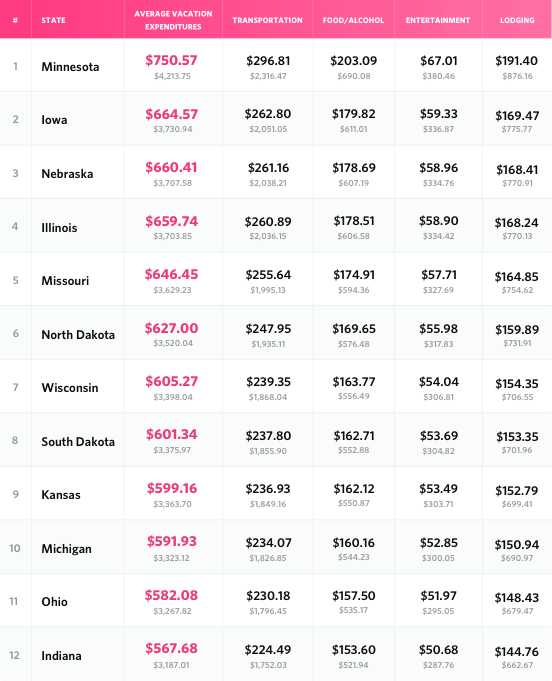 # STATE AVERAGE VACATION EXPENDITURES TRANSPORTATION FOOD/ALCOHOL ENTERTAINMENT LODGING
1 Minnesota $750.57 $296.81 $203.09 $67.01 $191.40
$4,213.75 $2,316.47 $690.08 $380.46 $876.16
2 Iowa $664.57 $262.80 $179.82 $59.33 $169.47
$3,730.94 $2,051.05 $611.01 $336.87 $775.77
3 Nebraska $660.41 $261.16 $178.69 $58.96 $168.41
$3,707.58 $2,038.21 $607.19 $334.76 $770.91
4 Illinois $659.74 $260.89 $178.51 $58.90 $168.24
$3,703.85 $2,036.15 $606.58 $334.42 $770.13
5 Missouri $646.45 $255.64 $174.91 $57.71 $164.85
$3,629.23 $1,995.13 $594.36 $327.69 $754.62
6 North Dakota $627.00 $247.95 $169.65 $55.98 $159.89
$3,520.04 $1,935.11 $576.48 $317.83 $731.91
7 Wisconsin $605.27 $239.35 $163.77 $54.04 $154.35
$3,398.04 $1,868.04 $556.49 $306.81 $706.55
8 South Dakota $601.34 $237.80 $162.71 $53.69 $153.35
$3,375.97 $1,855.90 $552.88 $304.82 $701.96
9 Kansas $599.16 $236.93 $162.12 $53.49 $152.79
$3,363.70 $1,849.16 $550.87 $303.71 $699.41
10 Michigan $591.93 $234.07 $160.16 $52.85 $150.94
$3,323.12 $1,826.85 $544.23 $300.05 $690.97
11 Ohio $582.08 $230.18 $157.50 $51.97 $148.43
$3,267.82 $1,796.45 $535.17 $295.05 $679.47
12 Indiana $567.68 $224.49 $153.60 $50.68 $144.76
$3,187.01 $1,752.03 $521.94 $287.76 $662.67